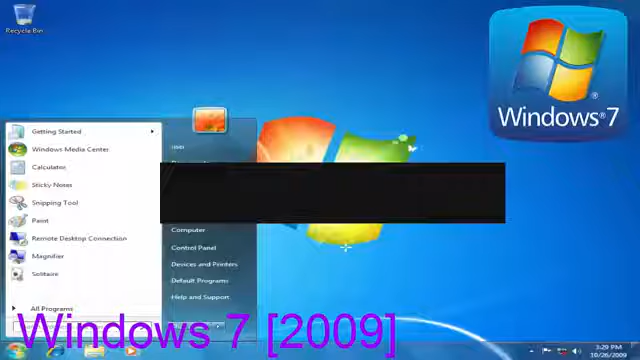 Recycle Bin
Windows®7
Getting Started
Windows Media Center
Calculator
Sticky Notes
Snipping Tool
Paint
Remote Desktop Connection
Magnifier
Solitaire
All Programs
user
Computer
Control Panel
Devices and Printers
Default Programs
Help and Support
Windows 7 [2009]
3:29 PM
10/26/2009